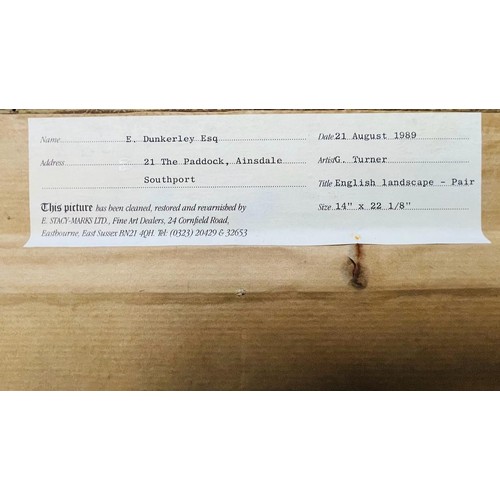 Name E. Dunkerley Esq
Address 21 The Paddock, Ainsdale
Southport
This picture has been cleaned, restored and revarnished by
E. STACY-MARKS LTD., Fine Art Dealers, 24 Cornfield Road,
Eastbourne, East Sussex BN21 4QH. Tel: (0323) 20429 & 32653
Date 21 August 1989
Artist G. Turner
Title English landscape - Pair
Size 14" x 22 1/8"